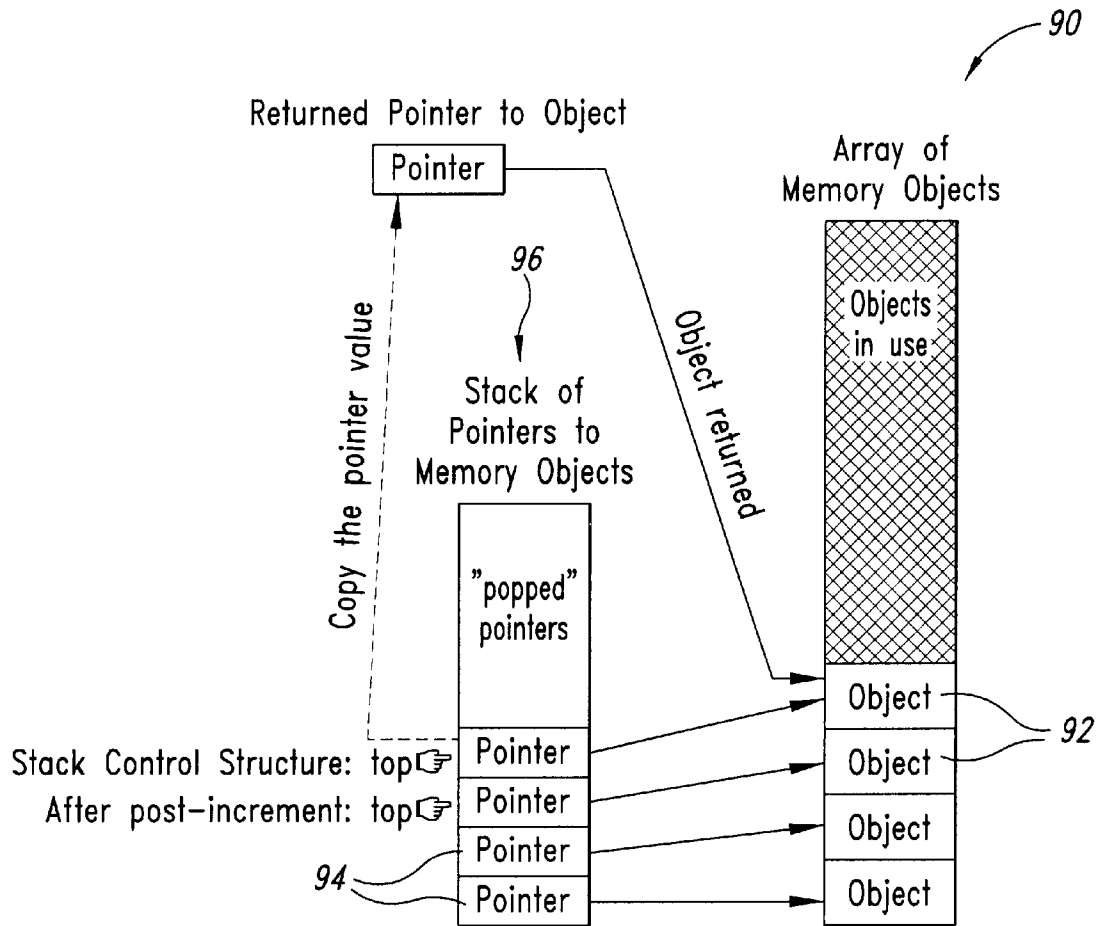 90
Returned Pointer to Object
Pointer
Array of
Memory Objects
96
Objects
in use
Copy the pointer value
Object returned
Stack of
Pointers to
Memory Objects
"popped"
pointers
Object
92
Stack Control Structure: top
Pointer
Object
After post-increment: top
Pointer
Pointer
Object
94
Pointer
Object